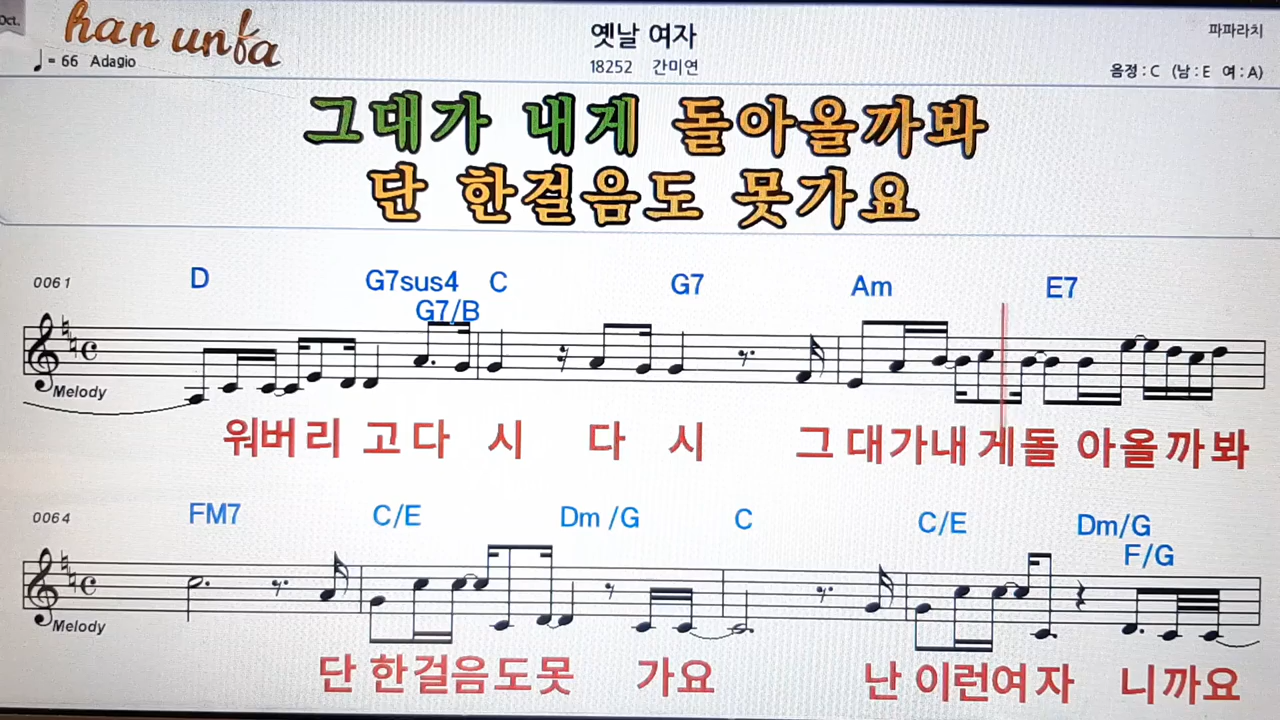 Oct.
han unfa
옛날 여자
파파라치
♩= 66 Adagio
18252 간미연
음정 : C (남 : E 여 : A)
그대가 내게 돌아올까봐
단 한걸음도 못가요
0061
D G7sus4 C G7 Am E7
G7/B
Melody
워버리 고다 시 다 시 그대가내 게돌 아올까봐
0064
FM7 C/E Dm /G C C/E Dm/G
F/G
Melody
단 한걸음도못 가요 난 이런여자 니까요